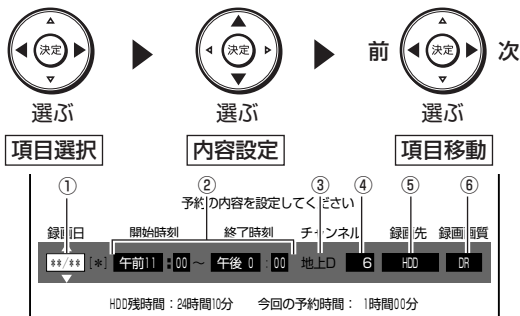 決定 決定 前 決定 次
選ぶ 選ぶ 選ぶ
項目選択 内容設定 項目移動
① ② ③ ④ ⑤ ⑥
予約の内容を設定してください
録画日 開始時刻 終了時刻 チャンネル 録画先 録画画質
**/** [*] 午前11:00 ～ 午後 0:00 地上D 6 HDD DR
HDD残時間：24時間10分 今回の予約時間： 1時間00分